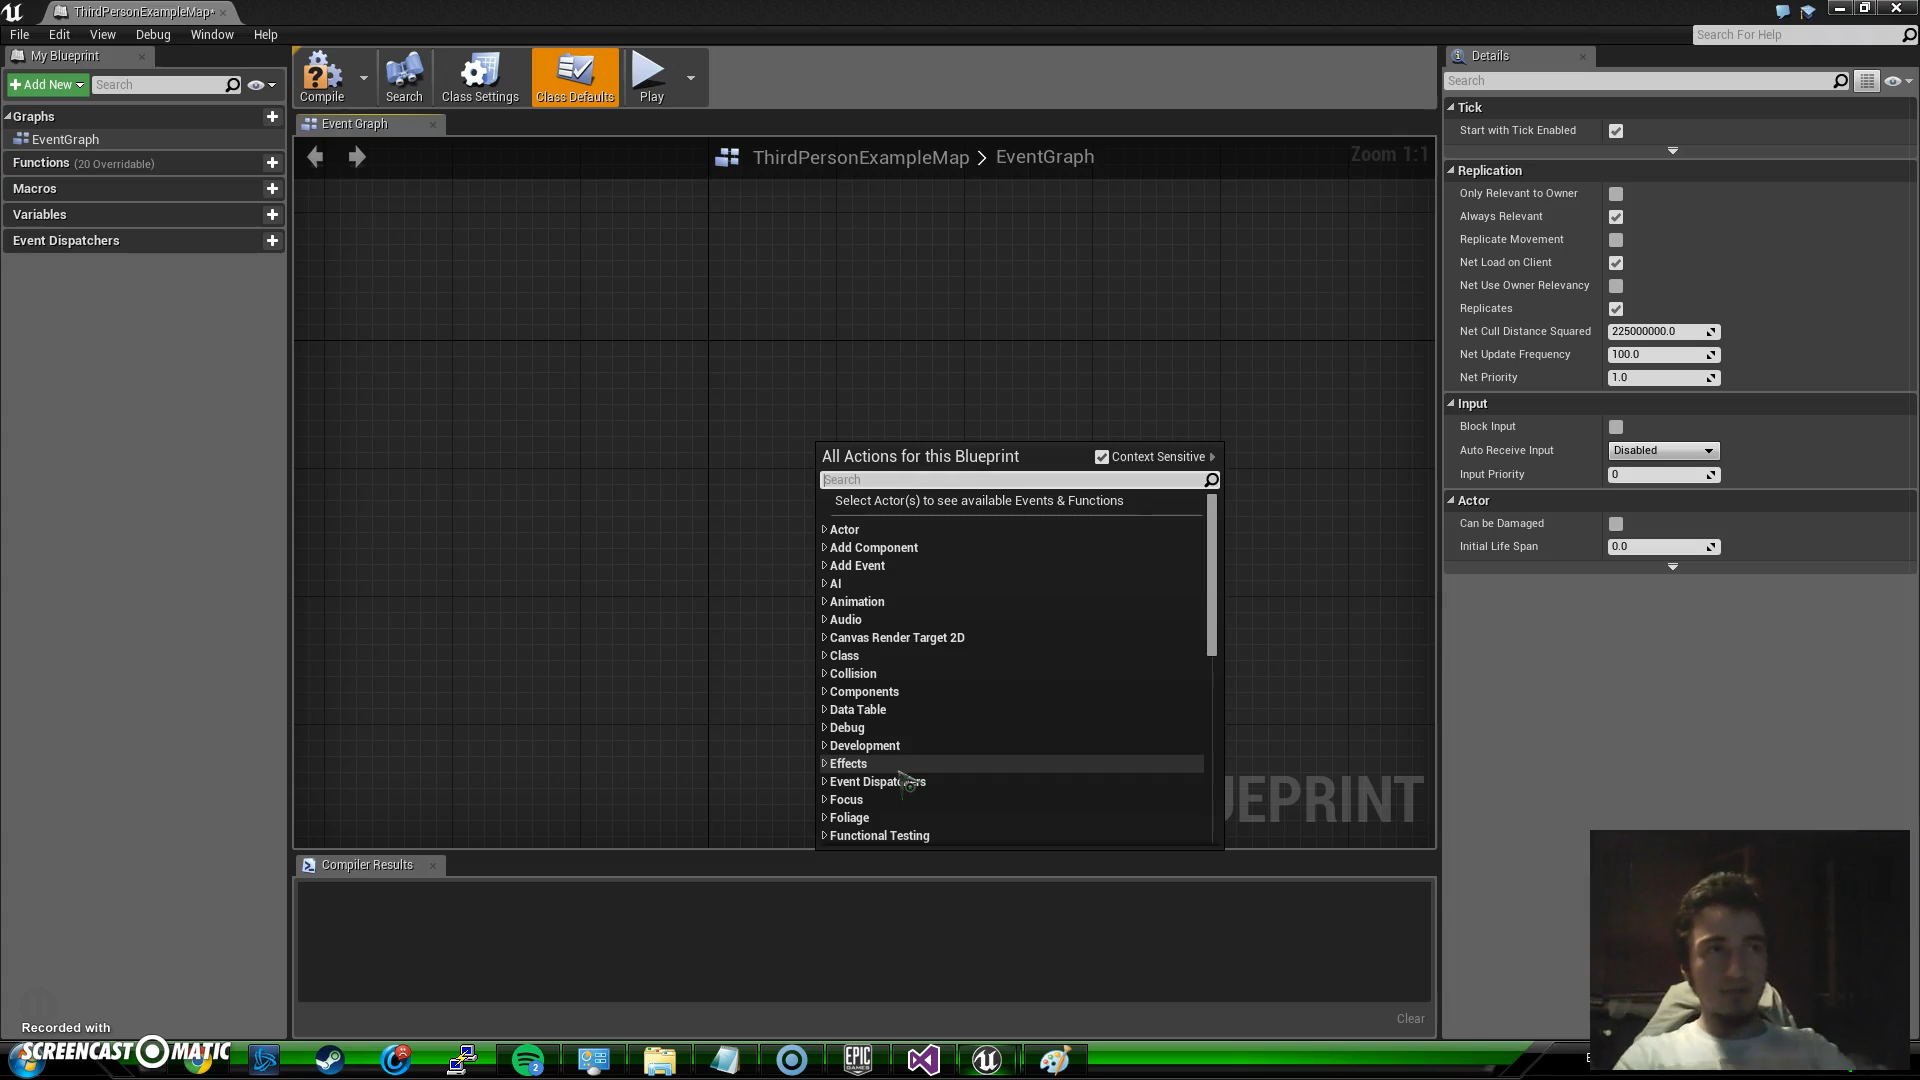 ThirdPersonExampleMap*
File Edit View Debug Window Help
Search For Help
My Blueprint
Add New
Search
Graphs
EventGraph
Functions (20 Overridable)
Macros
Variables
Event Dispatchers
Compile
Search
Class Settings
Class Defaults
Play
Event Graph
ThirdPersonExampleMap > EventGraph
Zoom 1:1
All Actions for this Blueprint
Context Sensitive
Search
Select Actor(s) to see available Events & Functions
Actor
Add Component
Add Event
AI
Animation
Audio
Canvas Render Target 2D
Class
Collision
Components
Data Table
Debug
Development
Effects
Event Dispatchers
Focus
Foliage
Functional Testing
Compiler Results
Clear
Details
Search
Tick
Start with Tick Enabled
Replication
Only Relevant to Owner
Always Relevant
Replicate Movement
Net Load on Client
Net Use Owner Relevancy
Replicates
Net Cull Distance Squared 225000000.0
Net Update Frequency 100.0
Net Priority 1.0
Input
Block Input
Auto Receive Input Disabled
Input Priority 0
Actor
Can be Damaged
Initial Life Span 0.0
Recorded with
SCREENCAST-O-MATIC
2
EPIC
GAMES